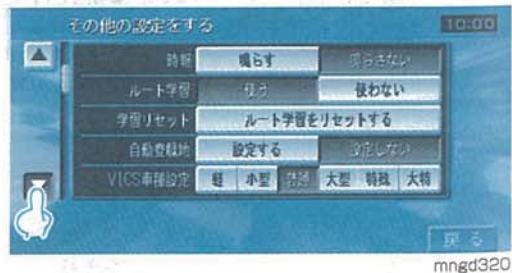 その他の設定をする 10:00
時報 鳴らす 鳴らさない
ルート学習 使う 使わない
学習リセット ルート学習をリセットする
自動登録地 設定する 設定しない
VICS車種設定 軽 小型 普通 大型 特殊 大特
戻る
mngd320